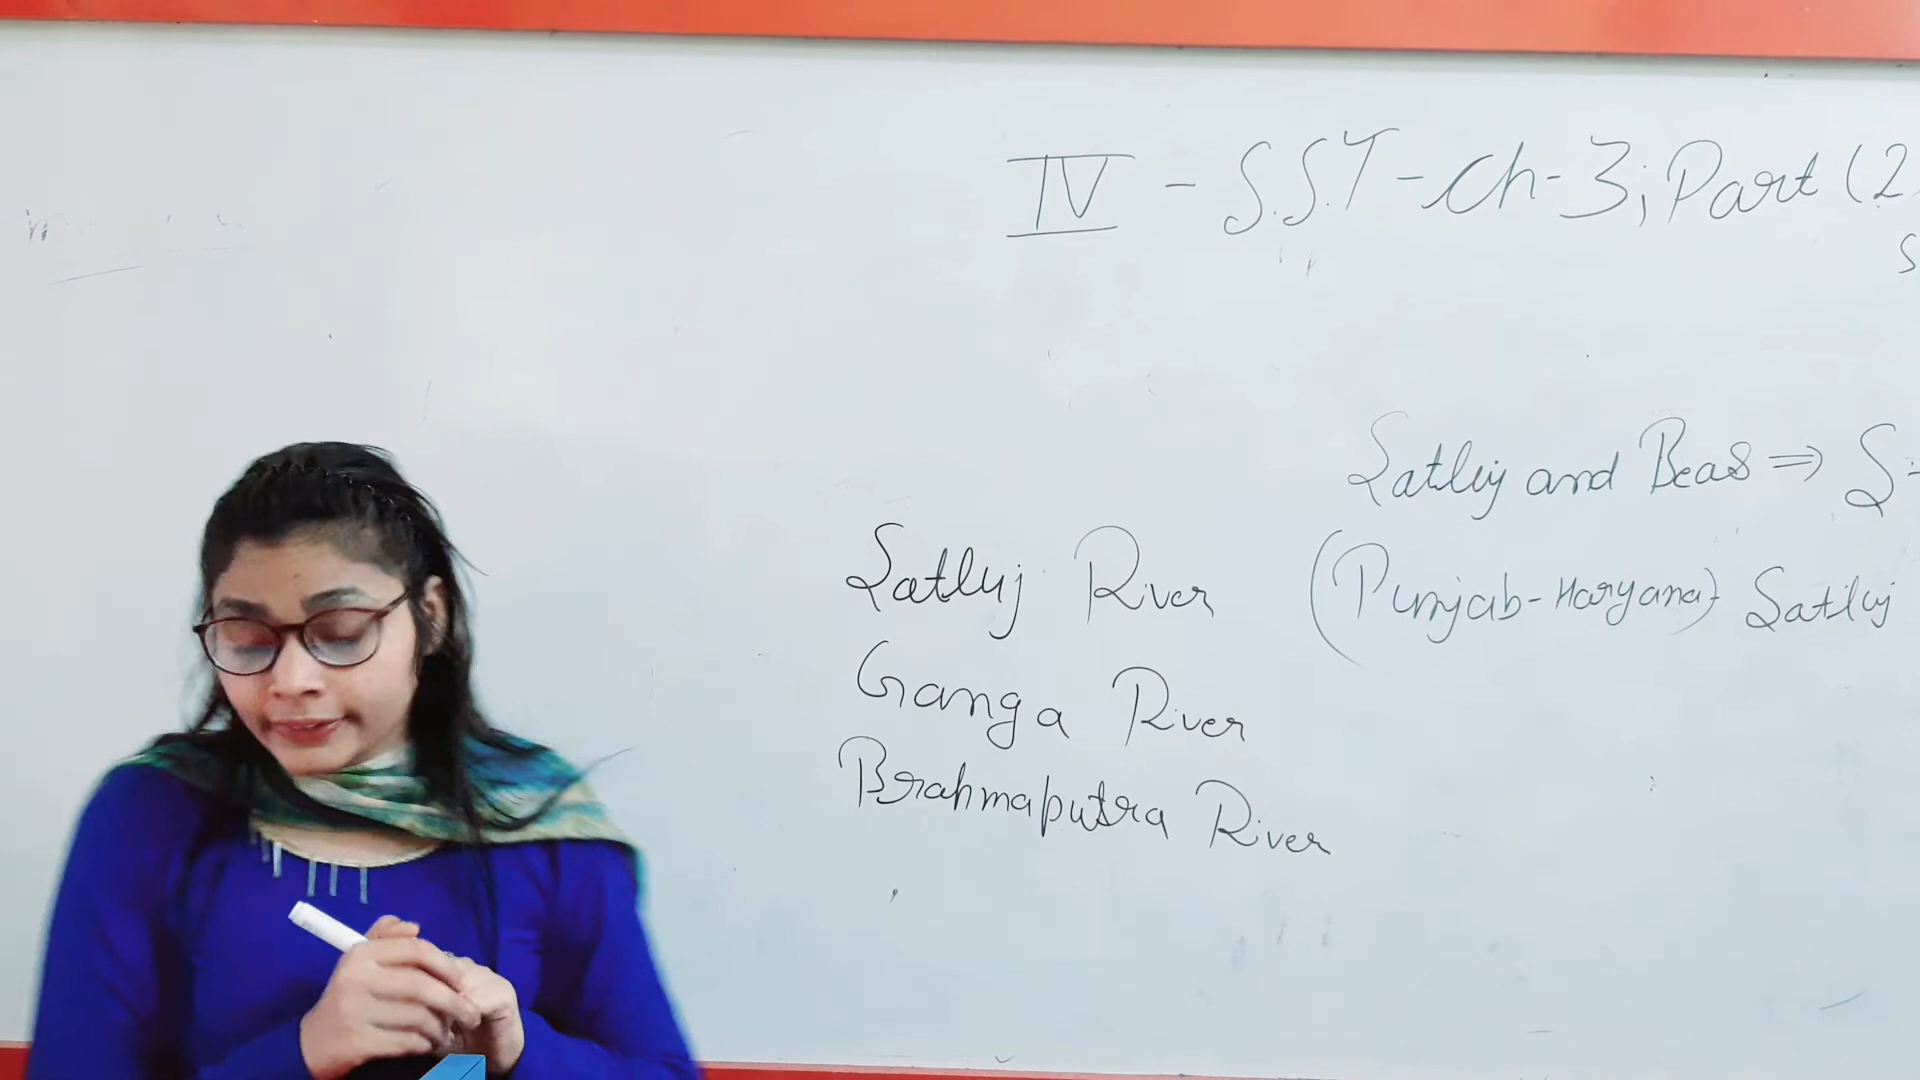 IV - S.S.T - Ch - 3; Part (2
S
Satluj and Beas ⇒ S-
Satluj River (Punjab-Haryana) Satluj
Ganga River
Brahmaputra River